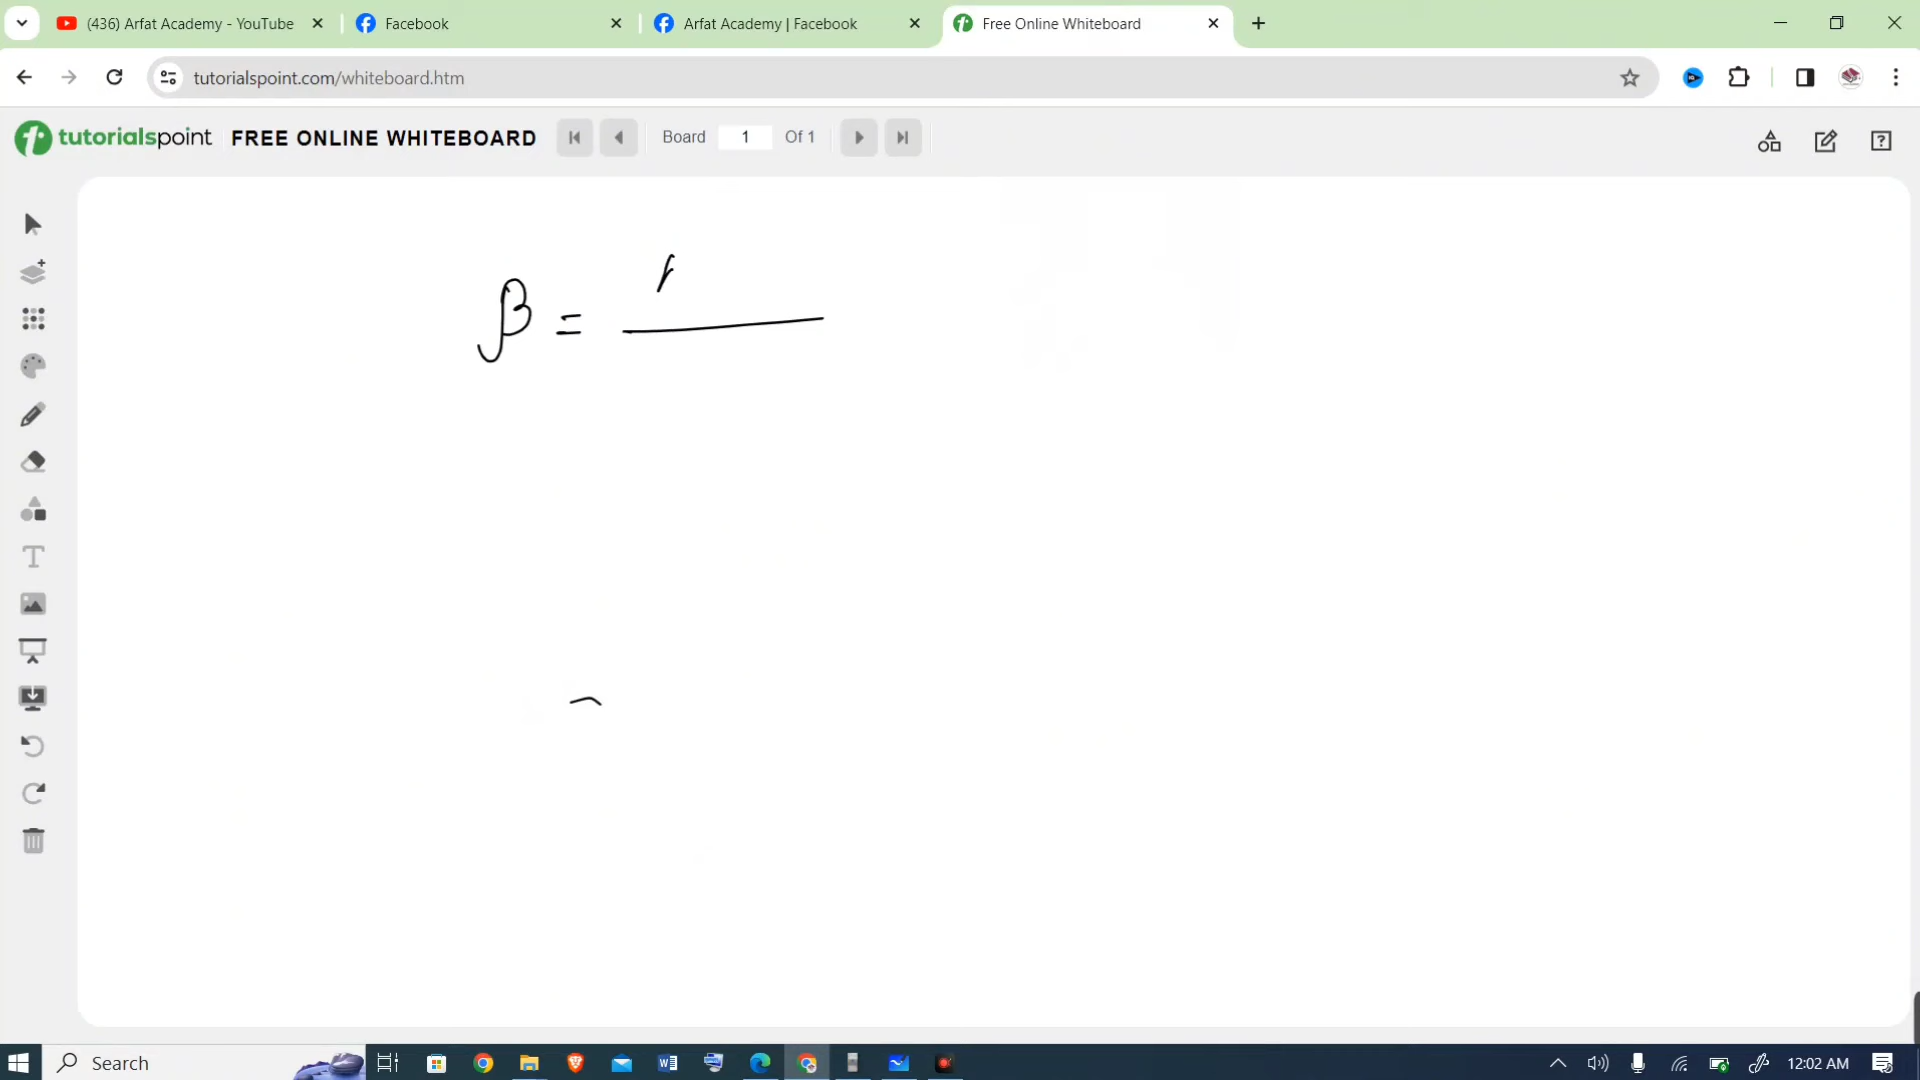 (436) Arfat Academy - YouTube
Facebook
Arfat Academy | Facebook
Free Online Whiteboard
tutorialspoint.com/whiteboard.htm
tutorialspoint FREE ONLINE WHITEBOARD Board 1 Of 1
β =
Search
12:02 AM